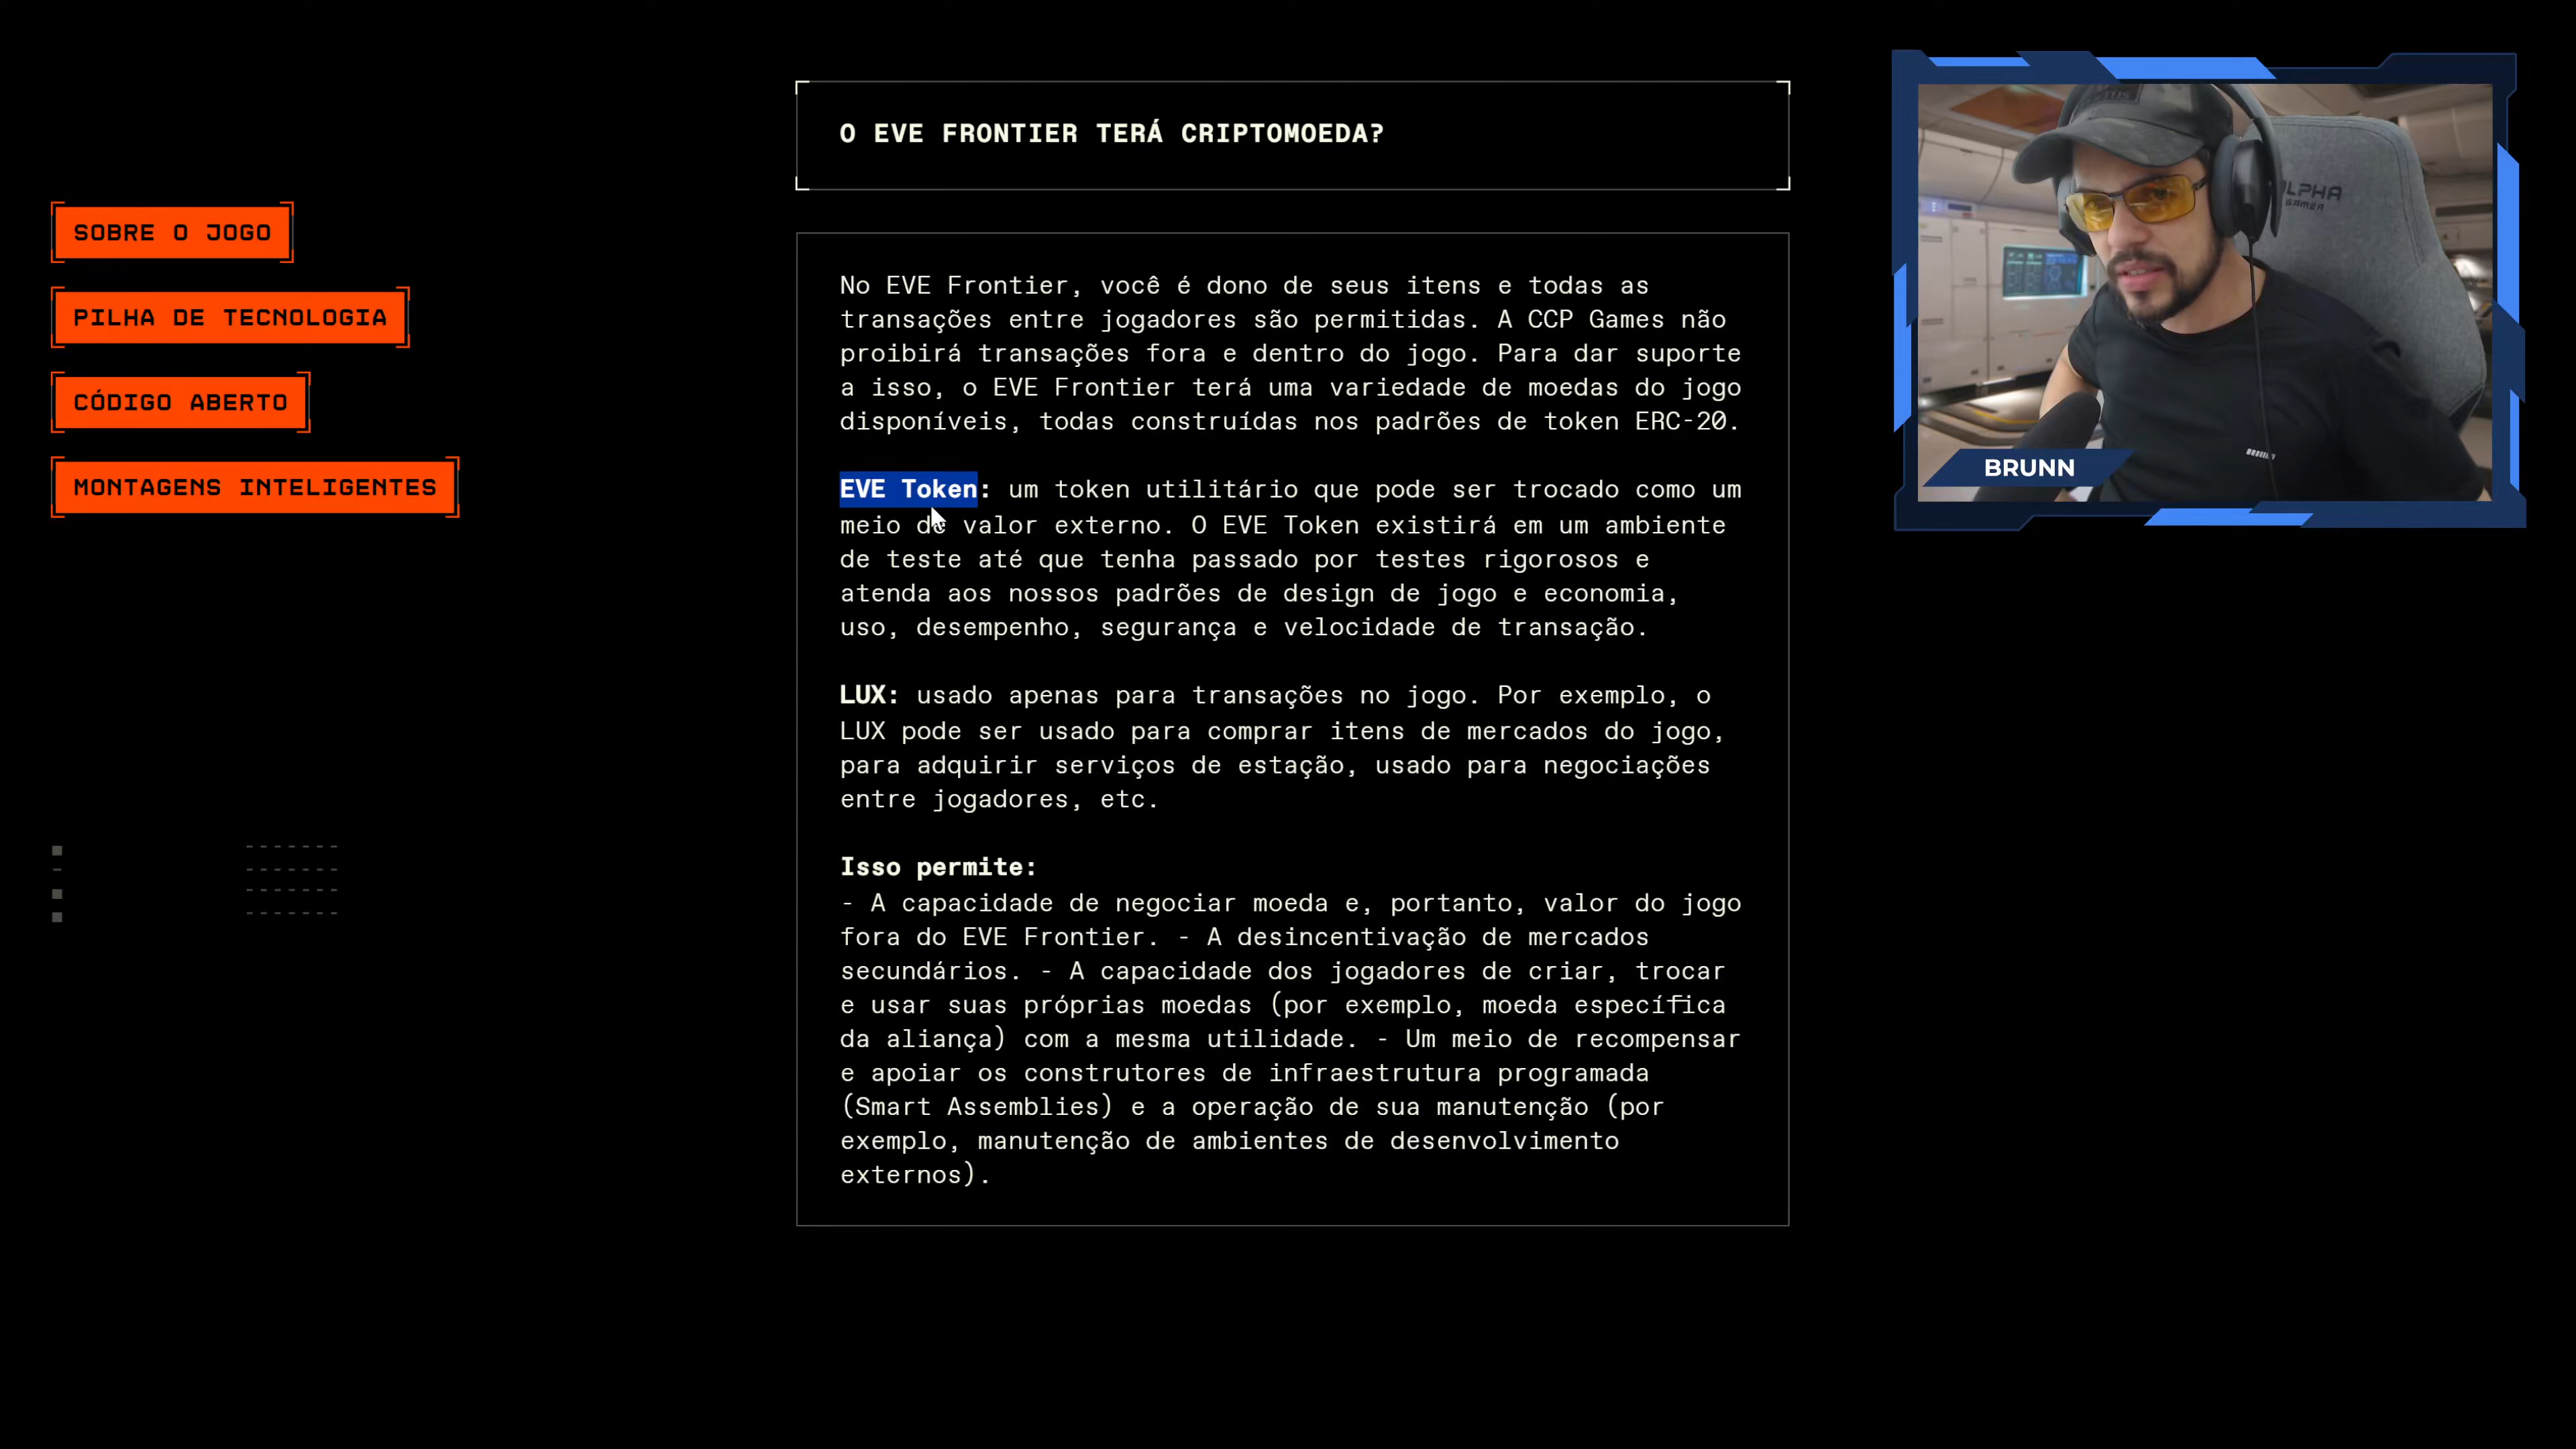 O EVE FRONTIER TERÁ CRIPTOMOEDA?
SOBRE O JOGO
PILHA DE TECNOLOGIA
CÓDIGO ABERTO
MONTAGENS INTELIGENTES
No EVE Frontier, você é dono de seus itens e todas as
transações entre jogadores são permitidas. A CCP Games não
proibirá transações fora e dentro do jogo. Para dar suporte
a isso, o EVE Frontier terá uma variedade de moedas do jogo
disponíveis, todas construídas nos padrões de token ERC-20.
EVE Token: um token utilitário que pode ser trocado como um
meio de valor externo. O EVE Token existirá em um ambiente
de teste até que tenha passado por testes rigorosos e
atenda aos nossos padrões de design de jogo e economia,
uso, desempenho, segurança e velocidade de transação.
LUX: usado apenas para transações no jogo. Por exemplo, o
LUX pode ser usado para comprar itens de mercados do jogo,
para adquirir serviços de estação, usado para negociações
entre jogadores, etc.
Isso permite:
- A capacidade de negociar moeda e, portanto, valor do jogo
fora do EVE Frontier. - A desincentivação de mercados
secundários. - A capacidade dos jogadores de criar, trocar
e usar suas próprias moedas (por exemplo, moeda específica
da aliança) com a mesma utilidade. - Um meio de recompensar
e apoiar os construtores de infraestrutura programada
(Smart Assemblies) e a operação de sua manutenção (por
exemplo, manutenção de ambientes de desenvolvimento
externos).
ALPHA
GAMER
BRUNN